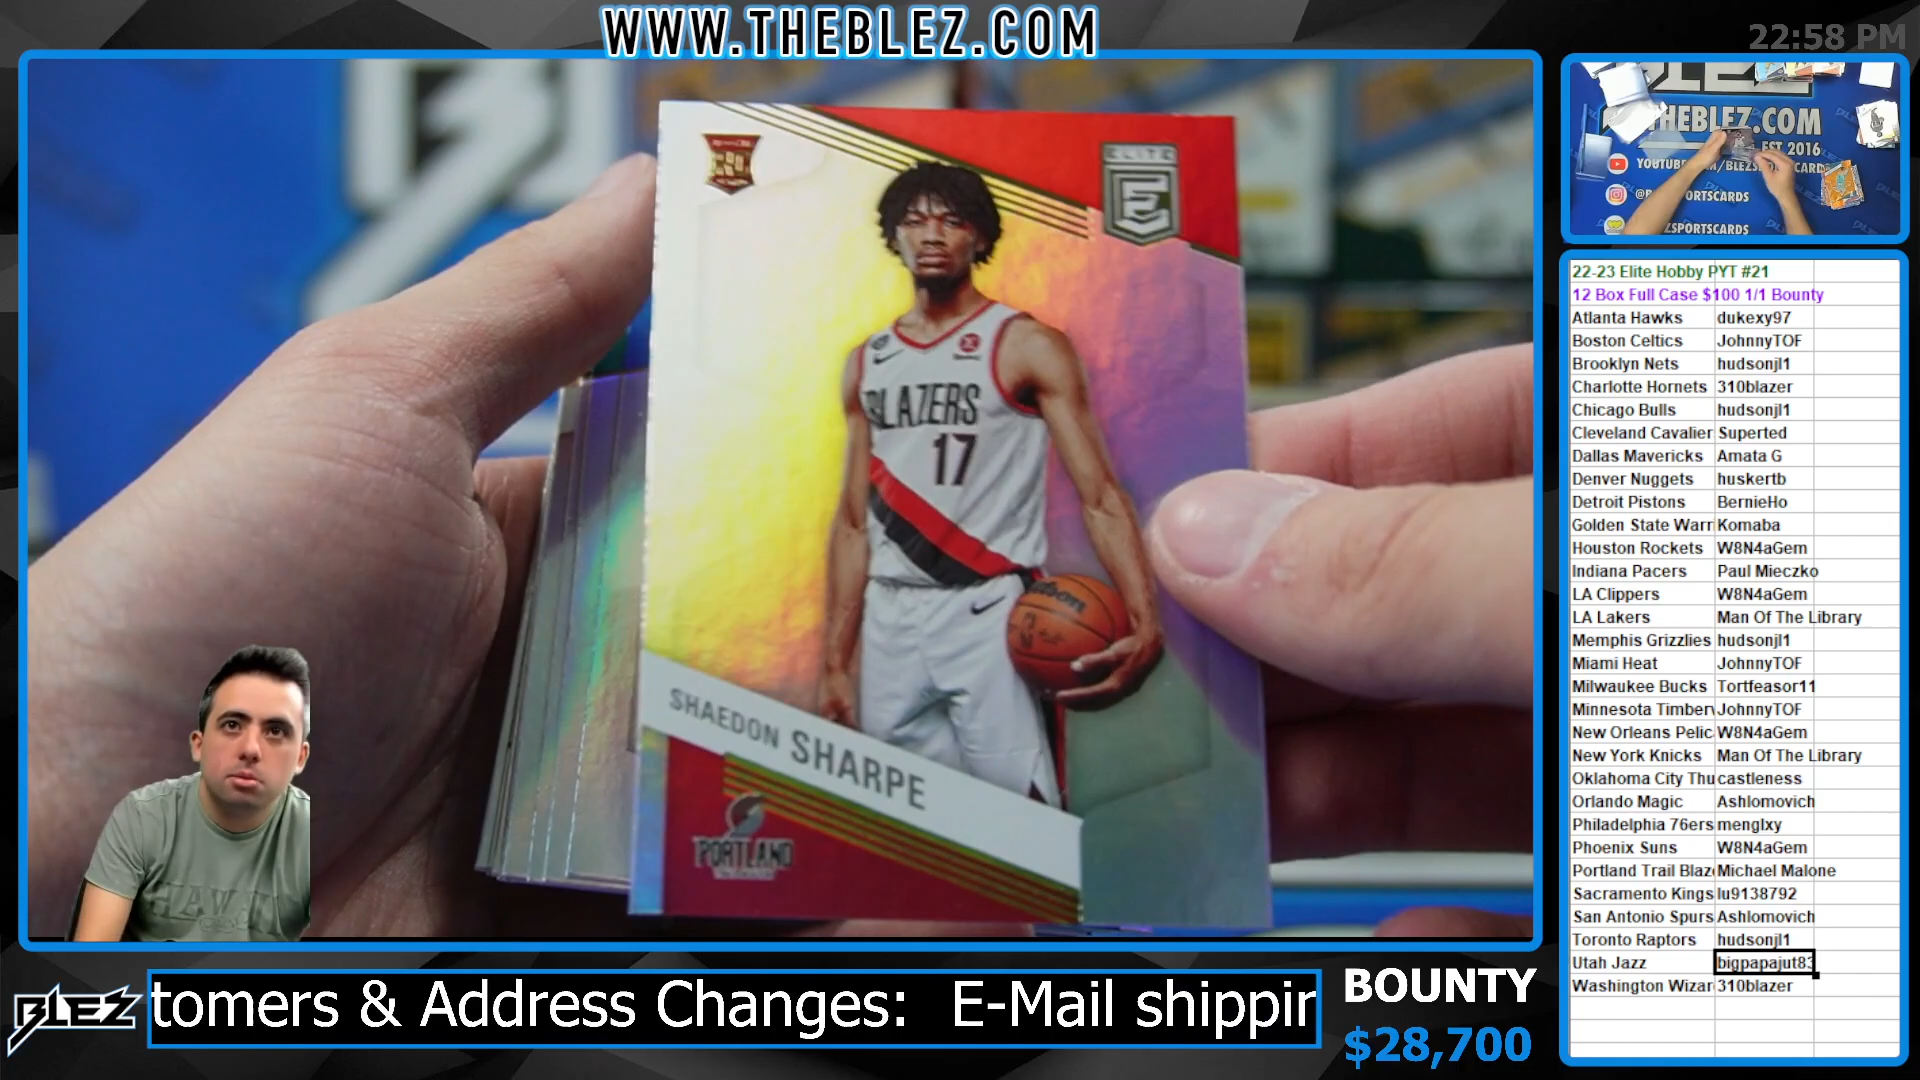 WWW.THEBLEZ.COM
22:58 PM
ELITE
E
BLAZERS
17
Wilson
SHAEDON SHARPE
PORTLAND
THEBLEZ.COM
EST 2016
@B
ORTSCARDS
22-23 Elite Hobby PYT #21
12 Box Full Case $100 1/1 Bounty
Atlanta Hawks dukexy97
Boston Celtics JohnnyTOF
Brooklyn Nets hudsonjl1
Charlotte Hornets 310blazer
Chicago Bulls hudsonjl1
Cleveland Cavalier Superted
Dallas Mavericks Amata G
Denver Nuggets huskertb
Detroit Pistons BernieHo
Golden State Warri Komaba
Houston Rockets W8N4aGem
Indiana Pacers Paul Mieczko
LA Clippers W8N4aGem
LA Lakers Man Of The Library
Memphis Grizzlies hudsonjl1
Miami Heat JohnnyTOF
Milwaukee Bucks Tortfeasor11
Minnesota Timberw JohnnyTOF
New Orleans Pelic W8N4aGem
New York Knicks Man Of The Library
Oklahoma City Thu castleness
Orlando Magic Ashlomovich
Philadelphia 76ers menglxy
Phoenix Suns W8N4aGem
Portland Trail Blaz Michael Malone
Sacramento Kings lu9138792
San Antonio Spurs Ashlomovich
Toronto Raptors hudsonjl1
Utah Jazz bigpapajut83
Washington Wizar 310blazer
BLEZ
tomers & Address Changes: E-Mail shippin
BOUNTY
$28,700